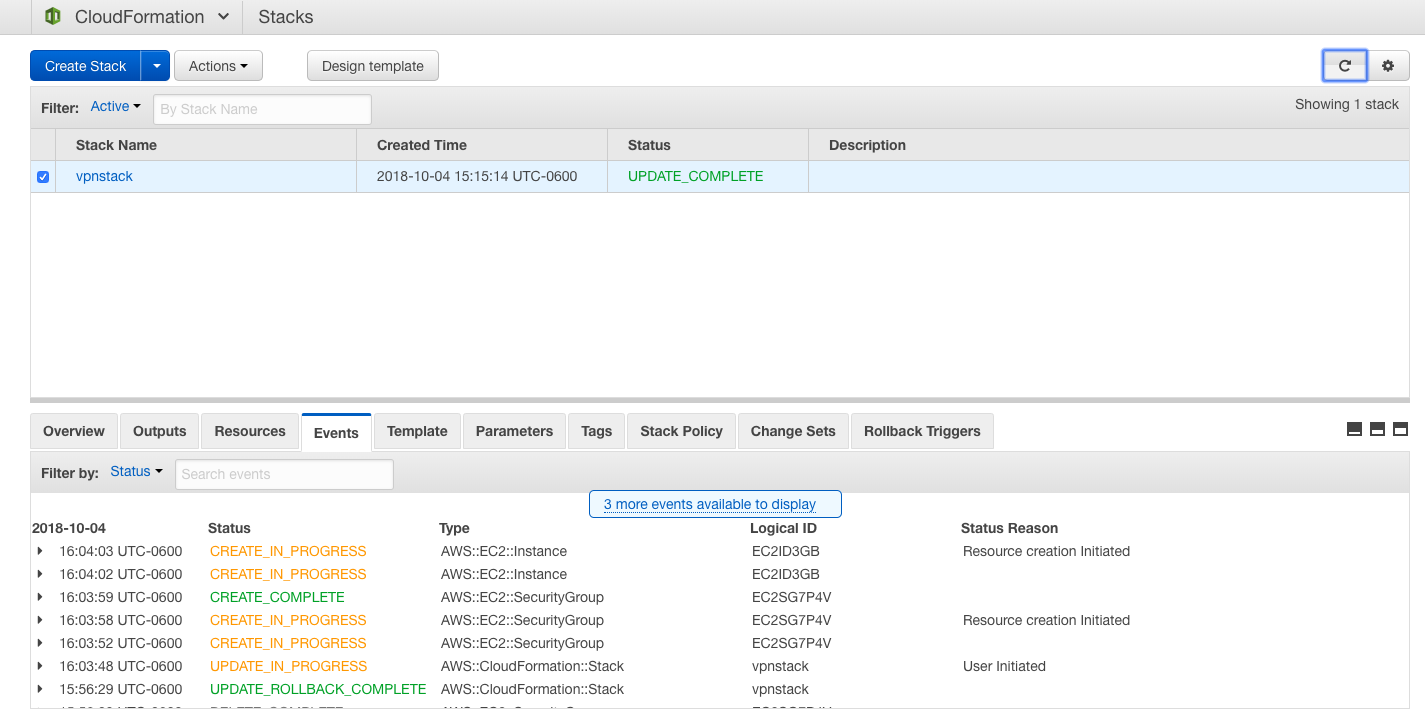 CloudFormation Stacks
Create Stack Actions Design template
Filter: Active By Stack Name Showing 1 stack
Stack Name Created Time Status Description
vpnstack 2018-10-04 15:15:14 UTC-0600 UPDATE_COMPLETE
Overview Outputs Resources Events Template Parameters Tags Stack Policy Change Sets Rollback Triggers
Filter by: Status Search events
3 more events available to display
2018-10-04 Status Type Logical ID Status Reason
16:04:03 UTC-0600 CREATE_IN_PROGRESS AWS::EC2::Instance EC2ID3GB Resource creation Initiated
16:04:02 UTC-0600 CREATE_IN_PROGRESS AWS::EC2::Instance EC2ID3GB
16:03:59 UTC-0600 CREATE_COMPLETE AWS::EC2::SecurityGroup EC2SG7P4V
16:03:58 UTC-0600 CREATE_IN_PROGRESS AWS::EC2::SecurityGroup EC2SG7P4V Resource creation Initiated
16:03:52 UTC-0600 CREATE_IN_PROGRESS AWS::EC2::SecurityGroup EC2SG7P4V
16:03:48 UTC-0600 UPDATE_IN_PROGRESS AWS::CloudFormation::Stack vpnstack User Initiated
15:56:29 UTC-0600 UPDATE_ROLLBACK_COMPLETE AWS::CloudFormation::Stack vpnstack